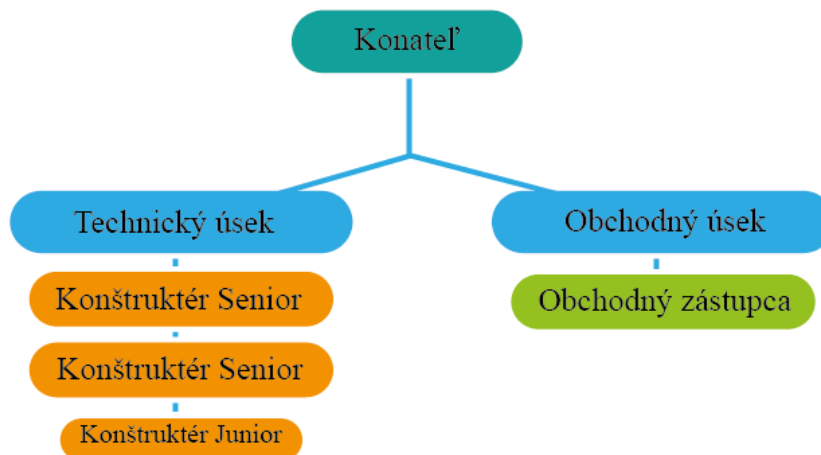 Konateľ
Technický úsek
Obchodný úsek
Konštruktér Senior
Obchodný zástupca
Konštruktér Senior
Konštruktér Junior